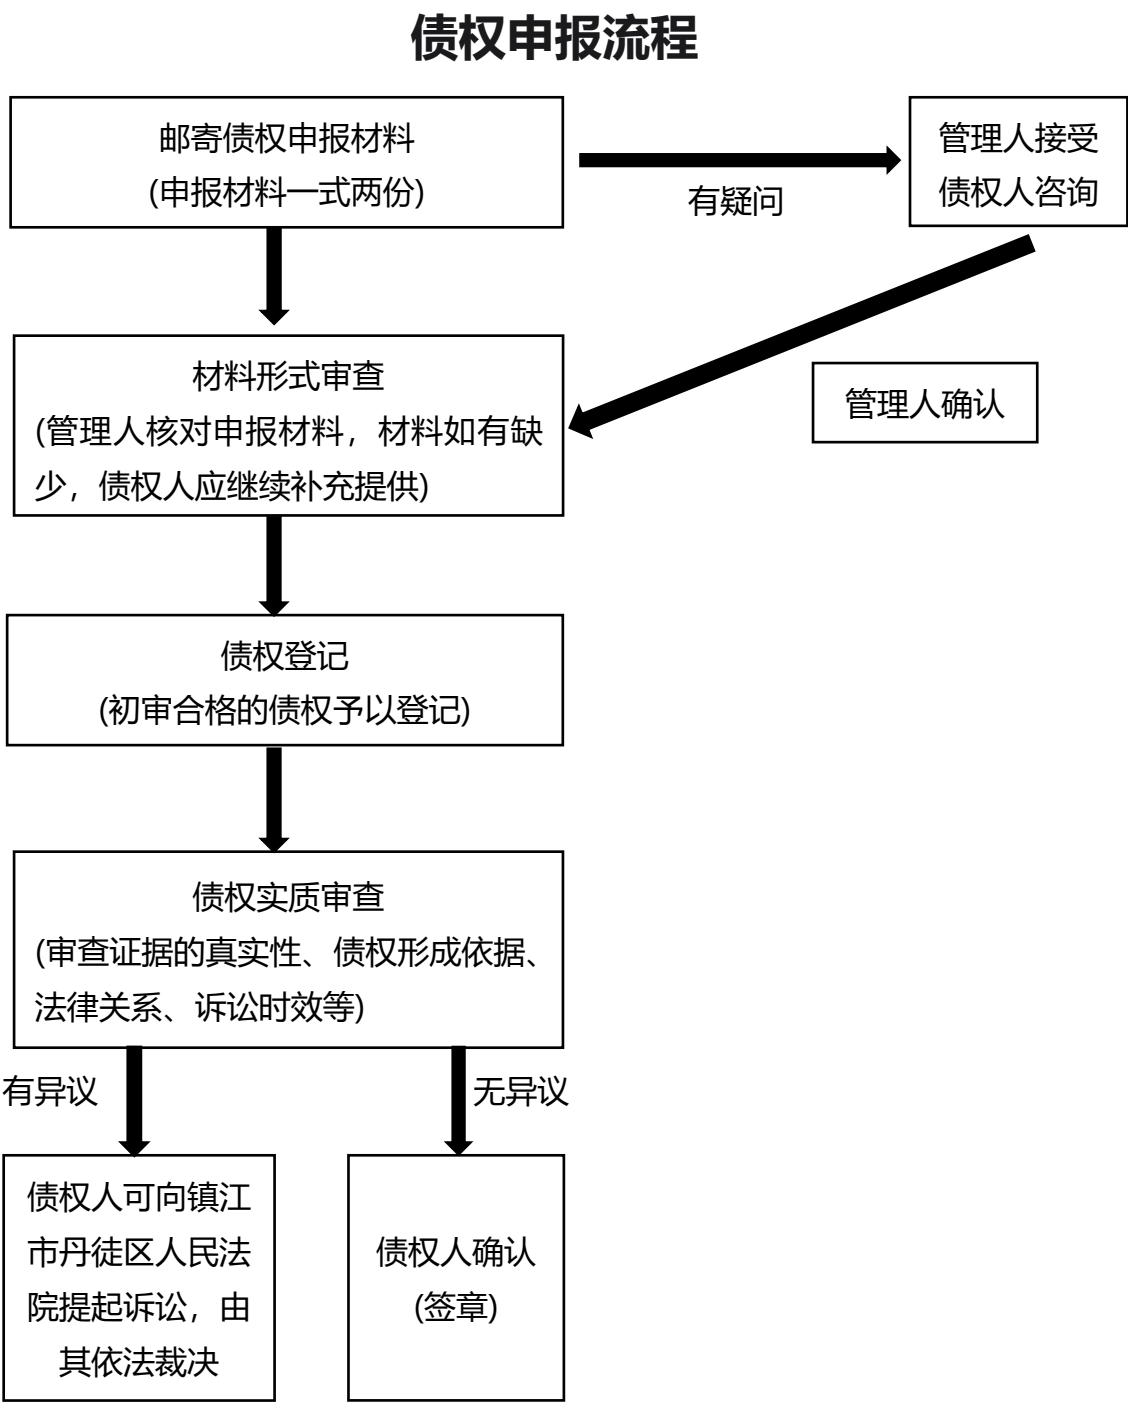 债权申报流程
邮寄债权申报材料
(申报材料一式两份)
有疑问
管理人接受
债权人咨询
材料形式审查
(管理人核对申报材料，材料如有缺
少，债权人应继续补充提供)
管理人确认
债权登记
(初审合格的债权予以登记)
债权实质审查
(审查证据的真实性、债权形成依据、
法律关系、诉讼时效等)
有异议
无异议
债权人可向镇江
市丹徒区人民法
院提起诉讼，由
其依法裁决
债权人确认
(签章)